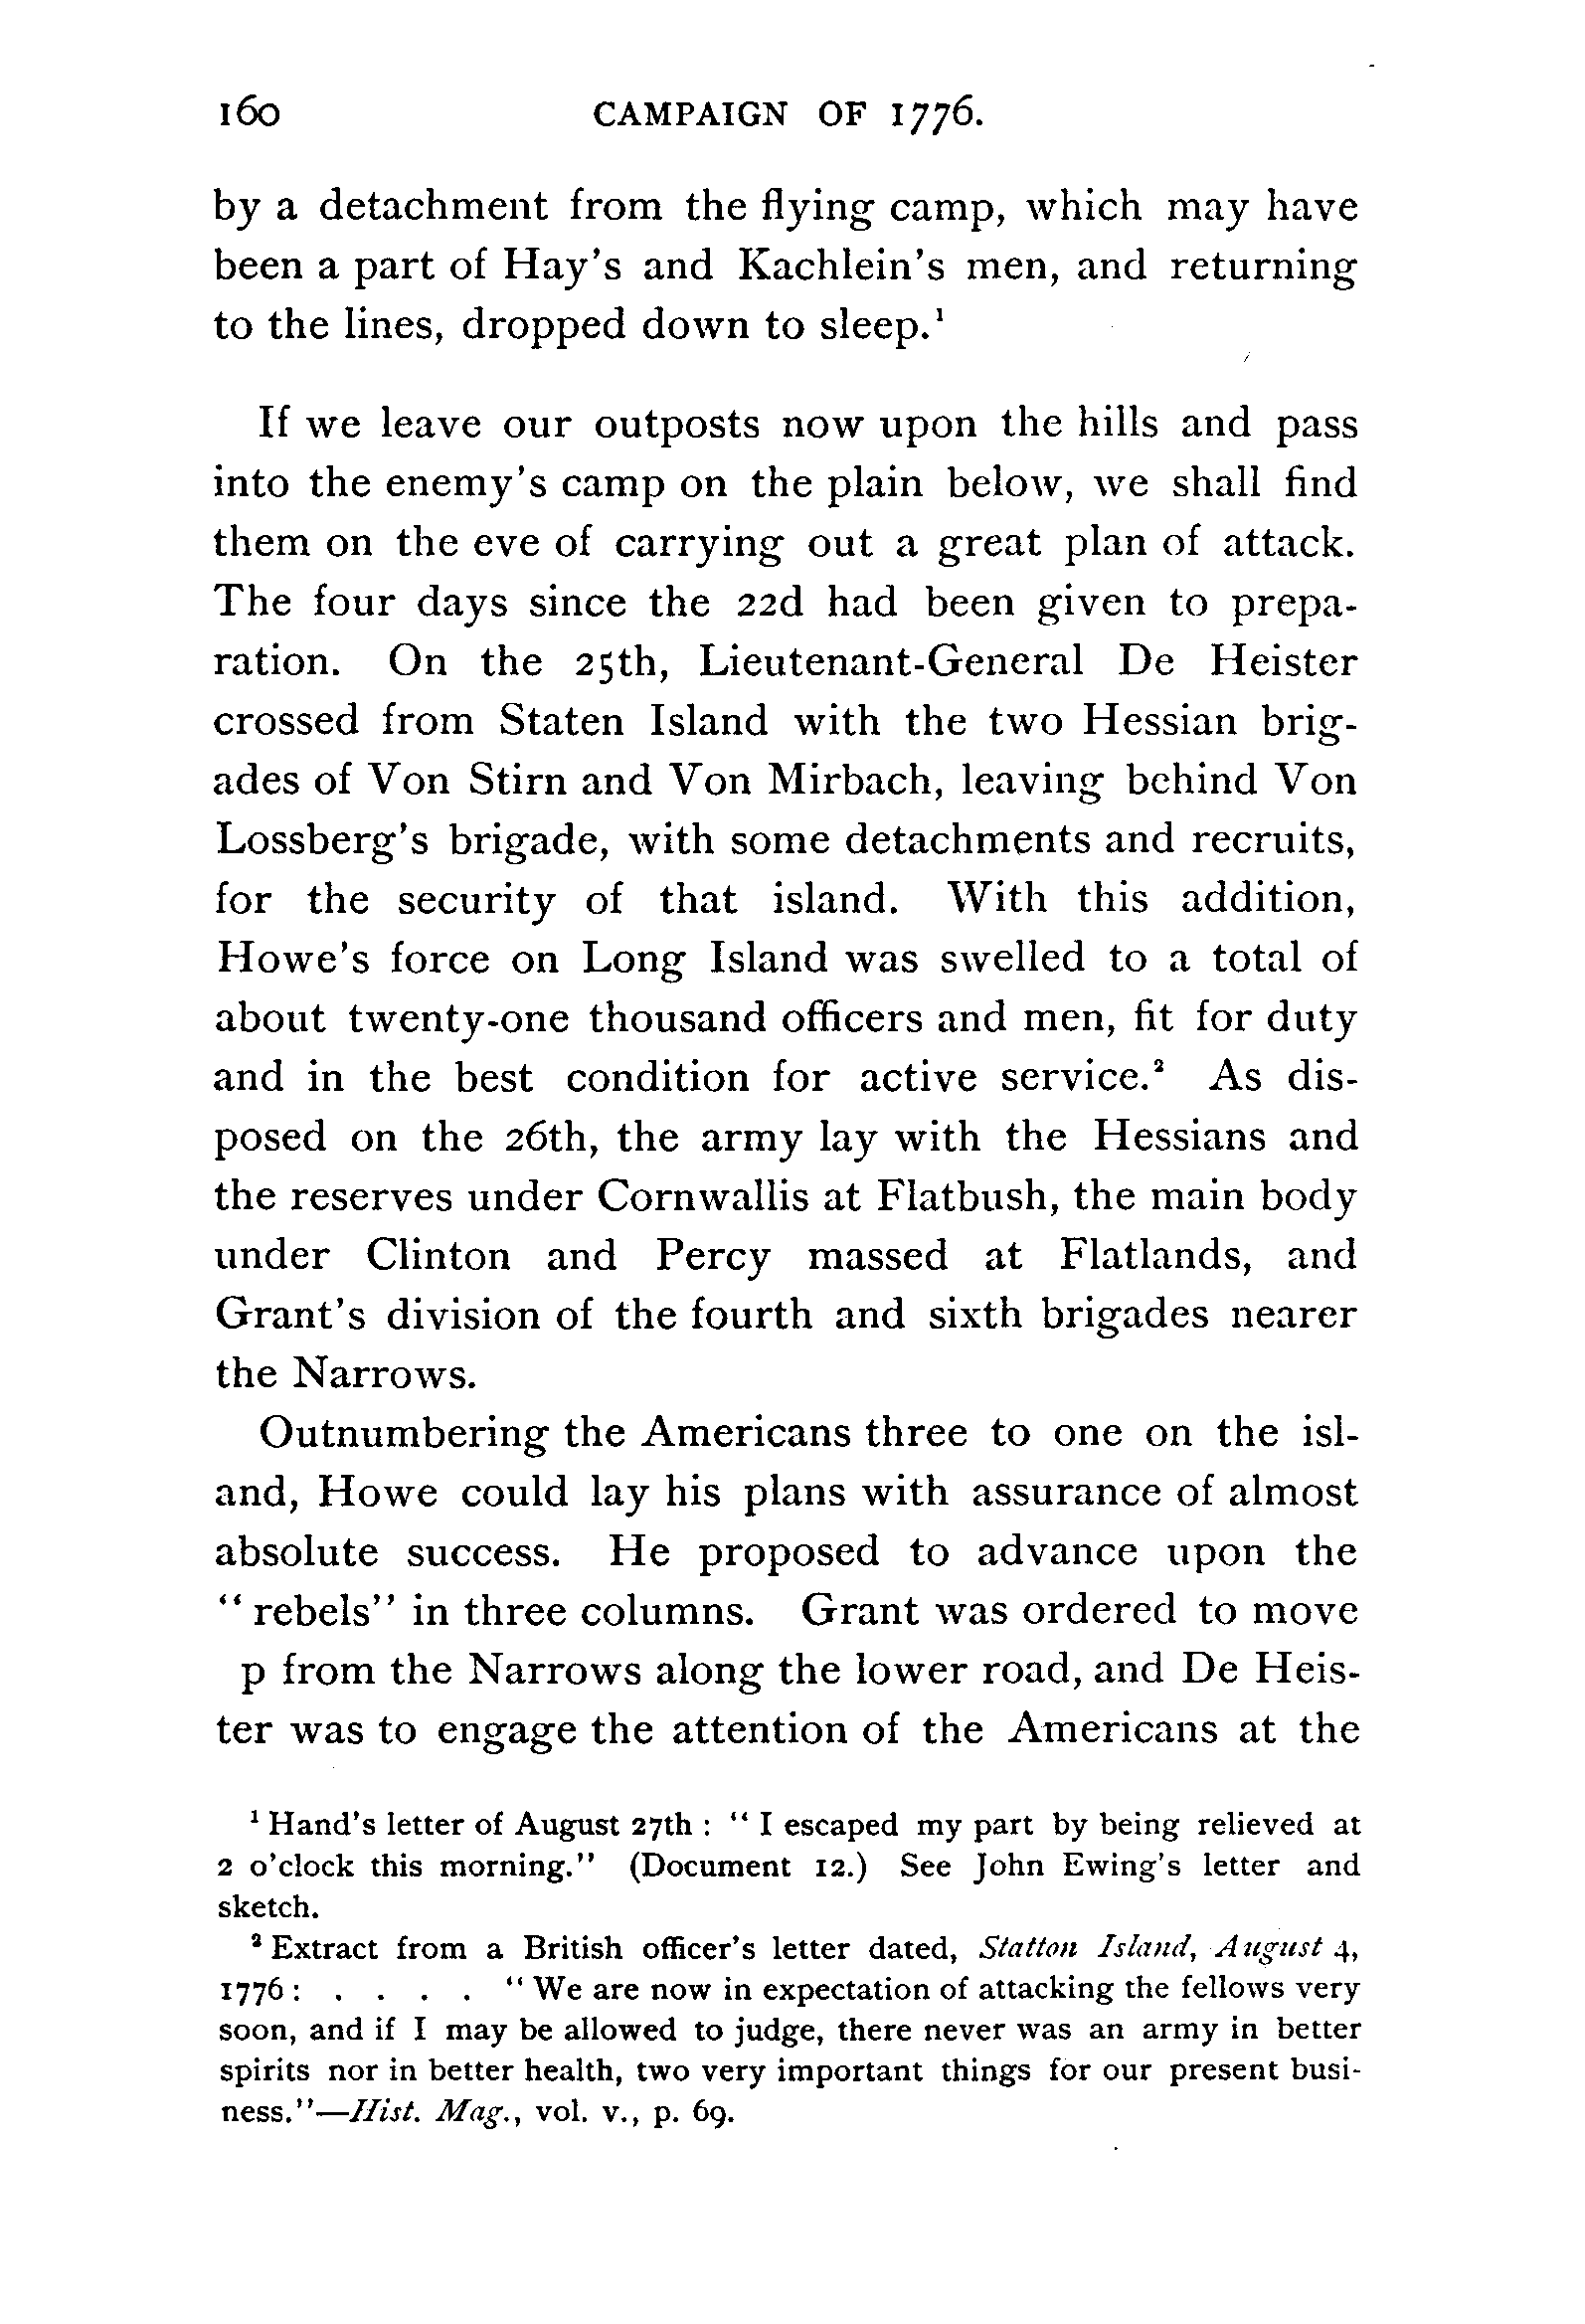 160 CAMPAIGN OF 1776.
by a detachment from the flying camp, which may have
been a part of Hay's and Kachlein's men, and returning
to the lines, dropped down to sleep.¹
If we leave our outposts now upon the hills and pass
into the enemy's camp on the plain below, we shall find
them on the eve of carrying out a great plan of attack.
The four days since the 22d had been given to prepa-
ration. On the 25th, Lieutenant-General De Heister
crossed from Staten Island with the two Hessian brig-
ades of Von Stirn and Von Mirbach, leaving behind Von
Lossberg's brigade, with some detachments and recruits,
for the security of that island. With this addition,
Howe's force on Long Island was swelled to a total of
about twenty-one thousand officers and men, fit for duty
and in the best condition for active service.² As dis-
posed on the 26th, the army lay with the Hessians and
the reserves under Cornwallis at Flatbush, the main body
under Clinton and Percy massed at Flatlands, and
Grant's division of the fourth and sixth brigades nearer
the Narrows.
Outnumbering the Americans three to one on the isl-
and, Howe could lay his plans with assurance of almost
absolute success. He proposed to advance upon the
"rebels" in three columns. Grant was ordered to move
p from the Narrows along the lower road, and De Heis-
ter was to engage the attention of the Americans at the
¹ Hand's letter of August 27th : "I escaped my part by being relieved at
2 o'clock this morning." (Document 12.) See John Ewing's letter and
sketch.
² Extract from a British officer's letter dated, Statton Island, August 4,
1776 : . . . . "We are now in expectation of attacking the fellows very
soon, and if I may be allowed to judge, there never was an army in better
spirits nor in better health, two very important things for our present busi-
ness."—Hist. Mag., vol. v., p. 69.